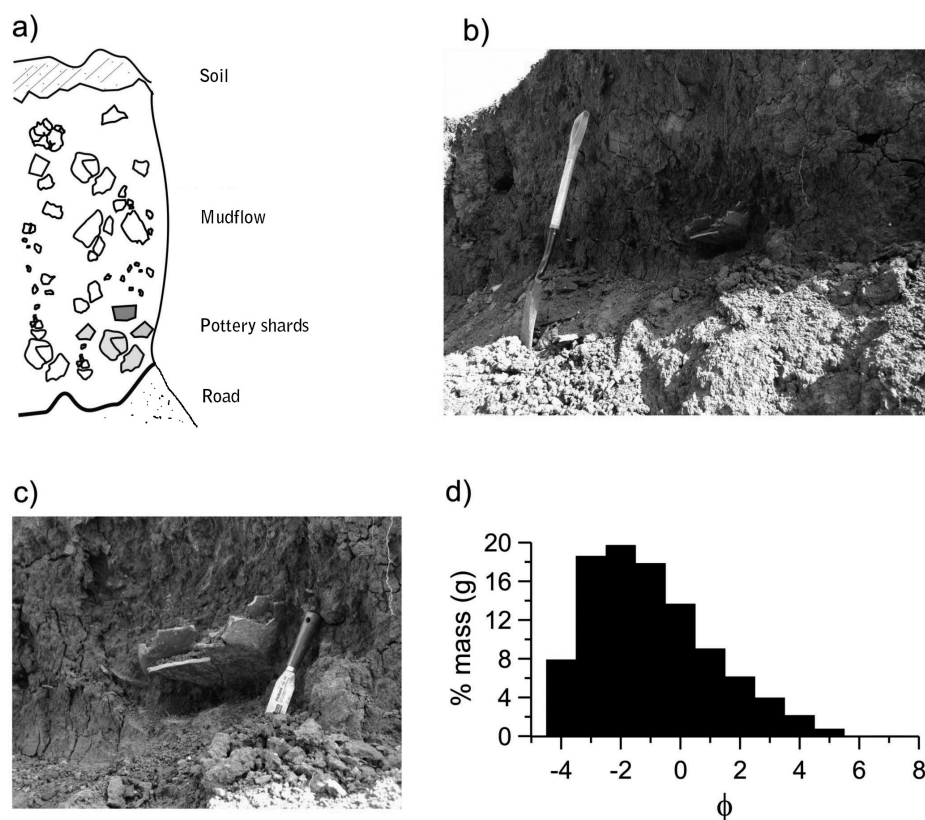 a)
Soil
Mudflow
Pottery shards
Road
b)
c)
d)
% mass (g)
20
16
12
8
4
0
-4 -2 0 2 4 6 8
ϕ